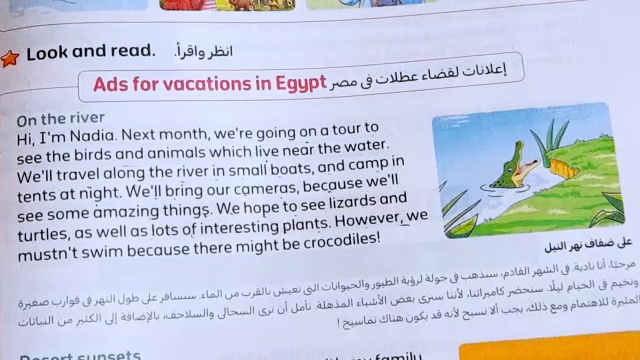 Look and read. انظر واقرأ.
Ads for vacations in Egypt إعلانات لقضاء عطلات في مصر
On the river
Hi, I'm Nadia. Next month, we're going on a tour to
see the birds and animals which live near the water.
We'll travel along the river in small boats, and camp in
tents at night. We'll bring our cameras, because we'll
see some amazing things. We hope to see lizards and
turtles, as well as lots of interesting plants. However, we
mustn't swim because there might be crocodiles!
على ضفاف نهر النيل
مرحبًا، أنا نادية. في الشهر القادم، سنذهب في جولة لرؤية الطيور والحيوانات التي تعيش بالقرب من الماء. سنسافر على طول النهر في قوارب صغيرة
ونخيم في الخيام ليلًا. سنحضر كاميراتنا، لأننا سنرى بعض الأشياء المذهلة. نأمل أن نرى السحالي والسلاحف، بالإضافة إلى الكثير من النباتات
المثيرة للاهتمام ومع ذلك، يجب ألا نسبح لأنه قد يكون هناك تماسيح!
Desert sunsets
family